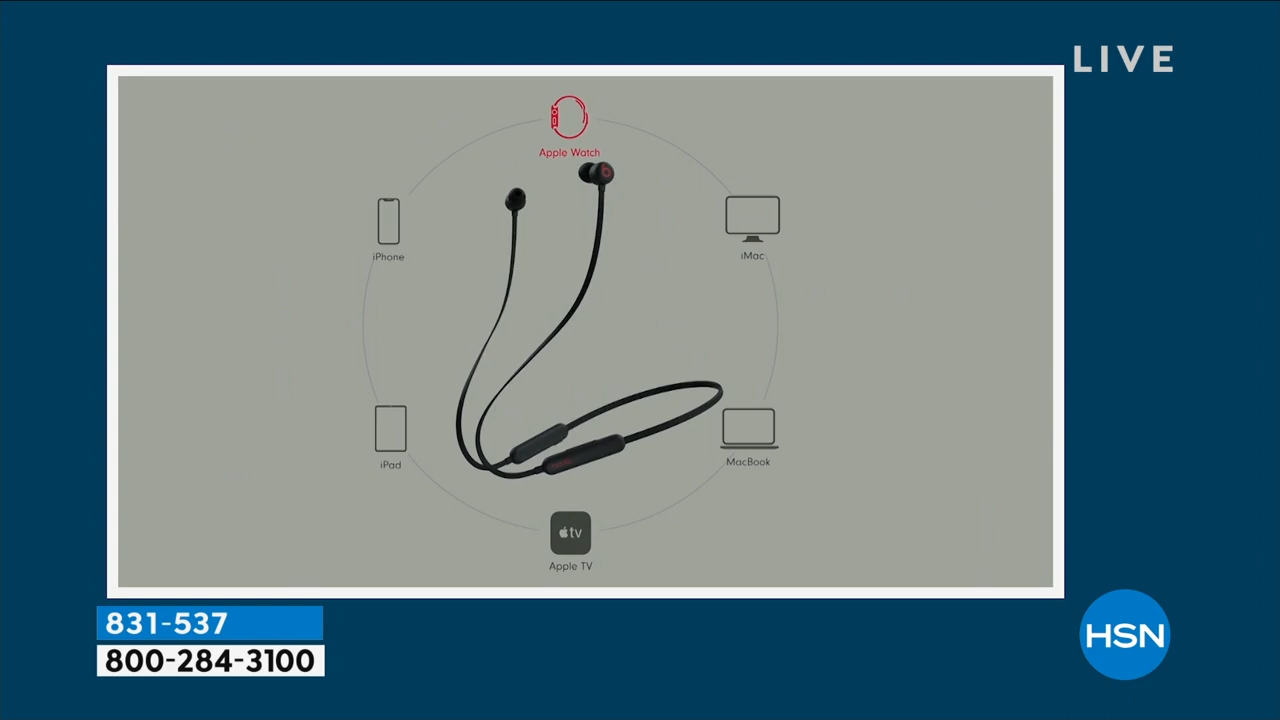 LIVE
Apple Watch
iPhone
iMac
iPad
MacBook
tv
Apple TV
831-537
800-284-3100
HSN